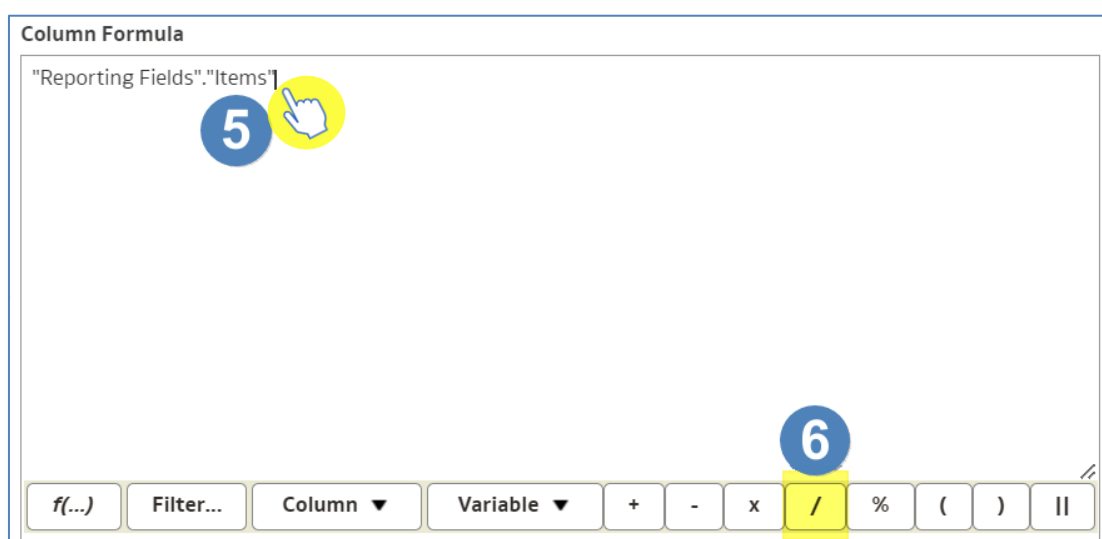 Column Formula
"Reporting Fields"."Items"
5
6
f(...) Filter... Column ▼ Variable ▼ + - x / % ( ) ||